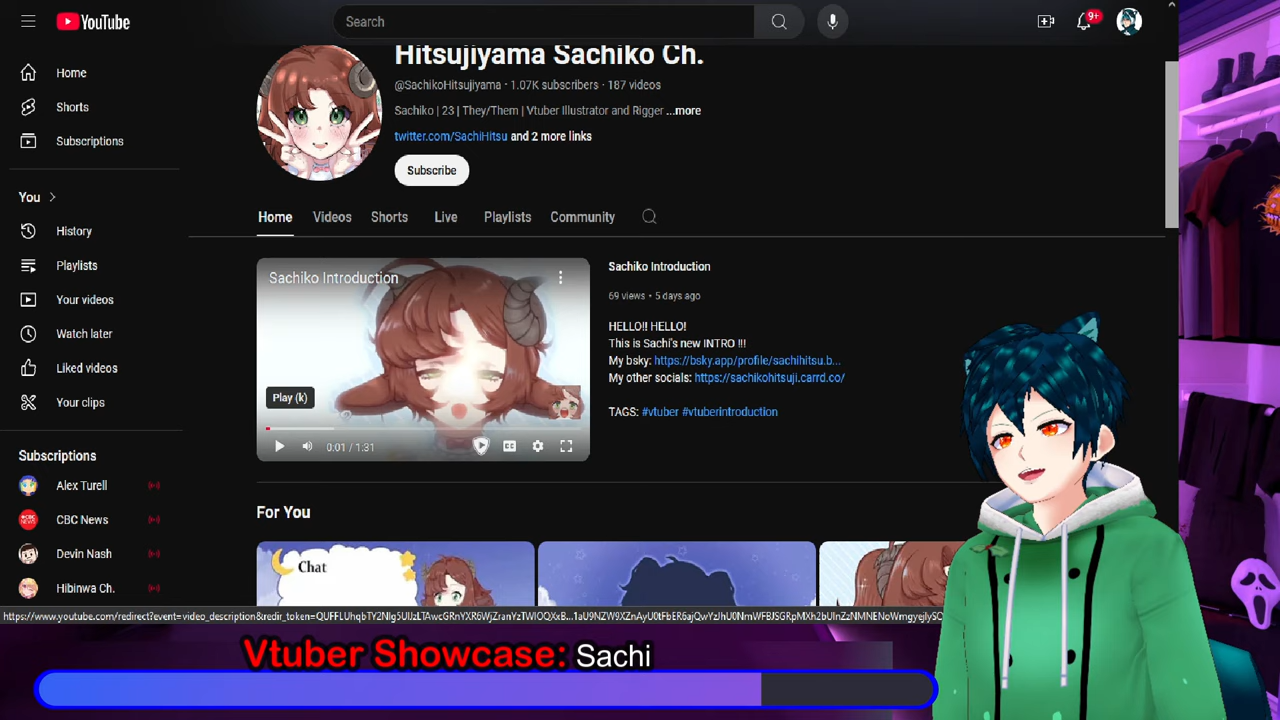 YouTube
Search
9+
Home
Shorts
Subscriptions
You
History
Playlists
Your videos
Watch later
Liked videos
Your clips
Subscriptions
Alex Turell
CBC News
Devin Nash
Hibinwa Ch.
Hitsujiyama Sachiko Ch.
@SachikoHitsujiyama · 1.07K subscribers · 187 videos
Sachiko | 23 | They/Them | Vtuber Illustrator and Rigger ...more
twitter.com/SachiHitsu and 2 more links
Subscribe
Home Videos Shorts Live Playlists Community
Sachiko Introduction
Play (k)
0:01 / 1:31
CC
Sachiko Introduction
69 views • 5 days ago
HELLO!! HELLO!
This is Sachi's new INTRO !!!
My bsky: https://bsky.app/profile/sachihitsu.b...
My other socials: https://sachikohitsuji.carrd.co/
TAGS: #vtuber #vtuberintroduction
For You
Chat
Vtuber Showcase: Sachi